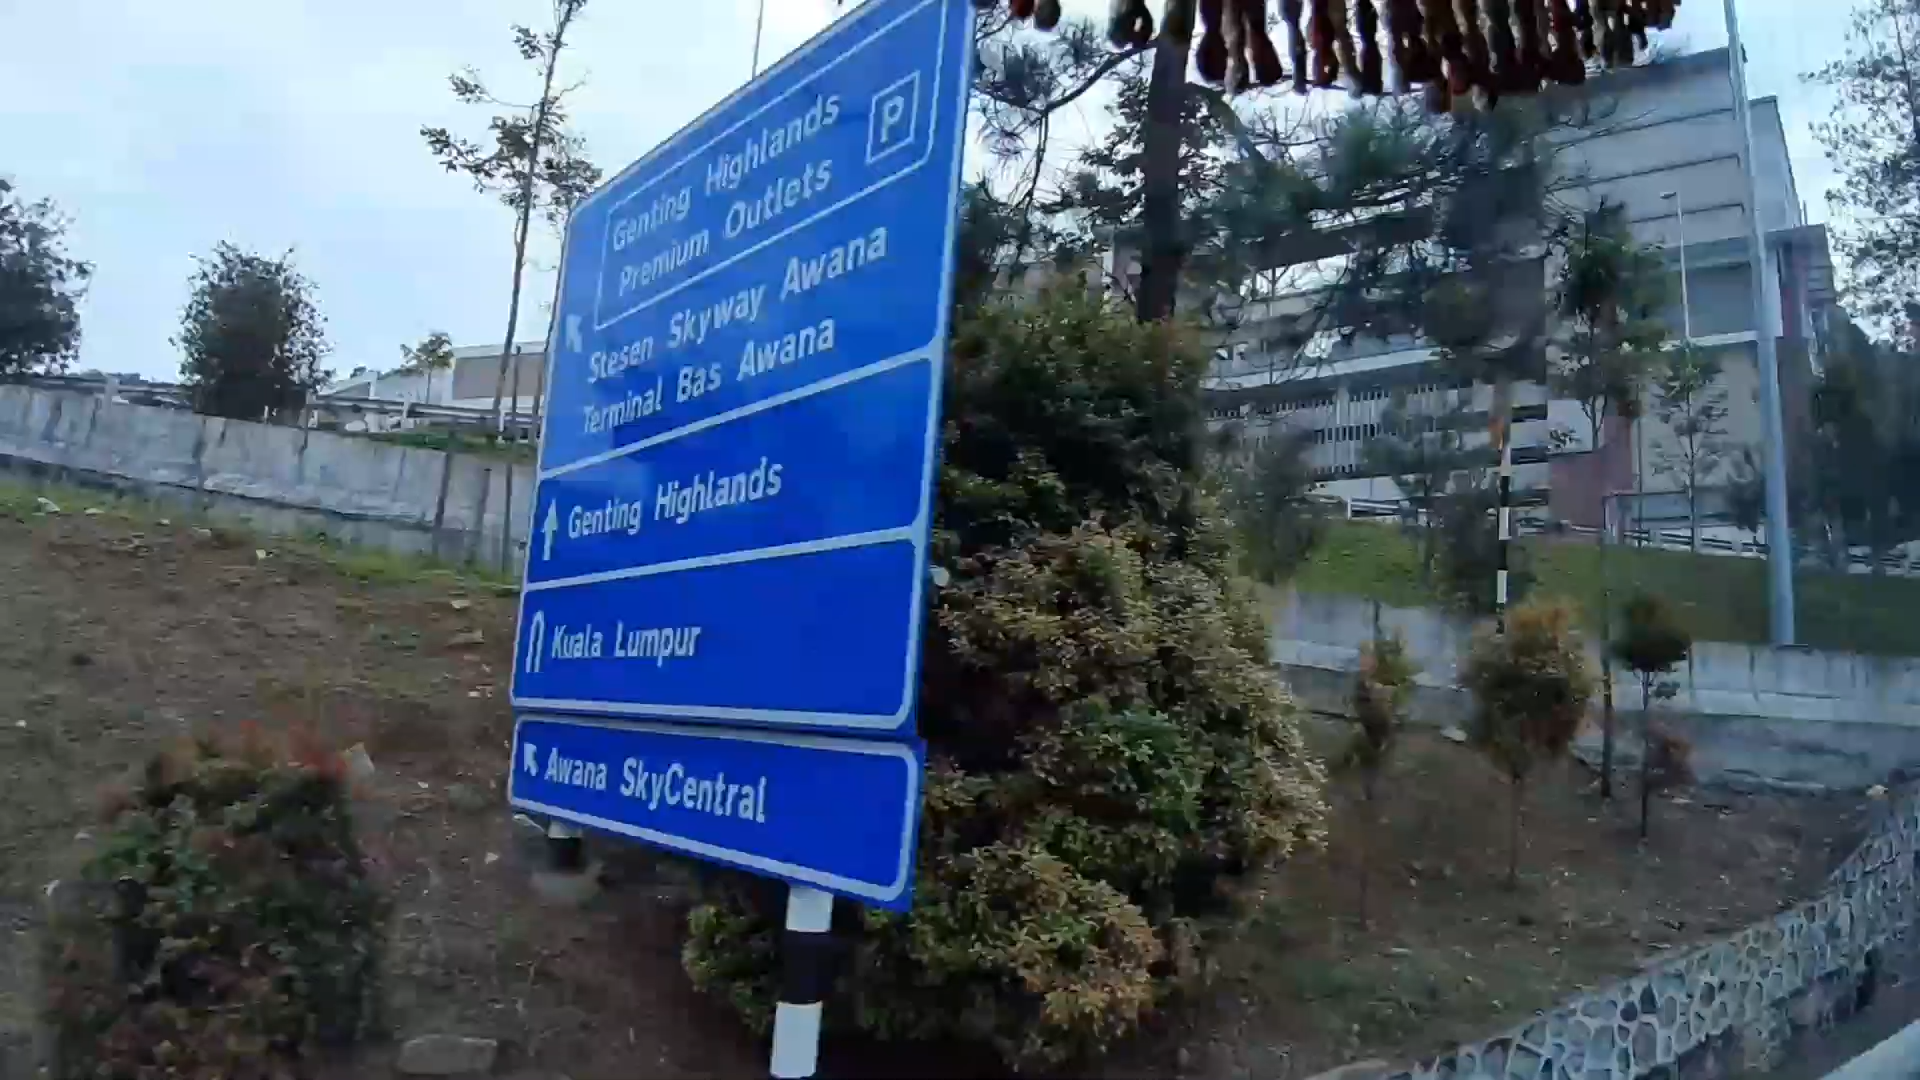 Genting Highlands
Premium Outlets
P
Stesen Skyway Awana
Terminal Bas Awana
Genting Highlands
Kuala Lumpur
Awana SkyCentral